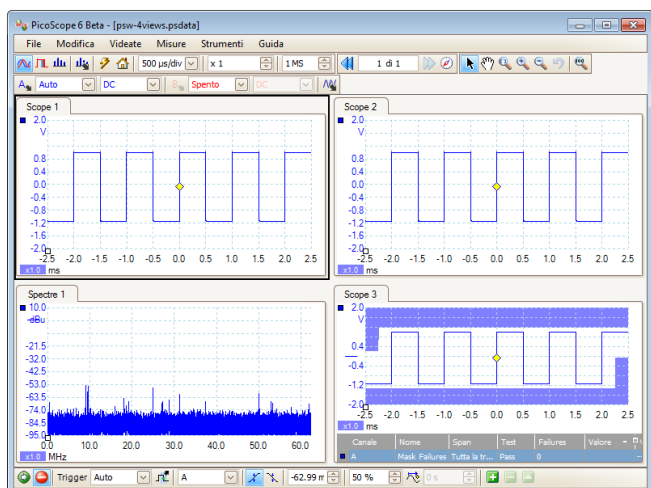 PicoScope 6 Beta - [psw-4views.psdata]
File Modifica Videate Misure Strumenti Guida
500 µs/div x 1 1 MS 1 di 1
A Auto DC B Spento DC
Scope 1
2.0
V
0.8
0.4
0.0
-0.4
-0.8
-1.2
-1.6
-2.0
-2.5 -2.0 -1.5 -1.0 -0.5 0.0 0.5 1.0 1.5 2.0 2.5
x1.0 ms
Scope 2
2.0
V
0.8
0.4
0.0
-0.4
-0.8
-1.2
-1.6
-2.0
-2.5 -2.0 -1.5 -1.0 -0.5 0.0 0.5 1.0 1.5 2.0 2.5
x1.0 ms
Spectre 1
10.0
dBu
-21.5
-32.0
-42.5
-53.0
-63.5
-74.0
-84.5
-95.0
0.0 10.0 20.0 30.0 40.0 50.0 60.0
x1.0 MHz
Scope 3
2.0
V
0.4
-0.4
-1.2
-2.0
-2.5 -2.0 -1.5 -1.0 -0.5 0.0 0.5 1.0 1.5 2.0 2.5
x1.0 ms
Canale Nome Span Test Failures Valore
A Mask Failures Tutta la tr... Pass 0
Trigger Auto A -62.99 m 50 % 0 s